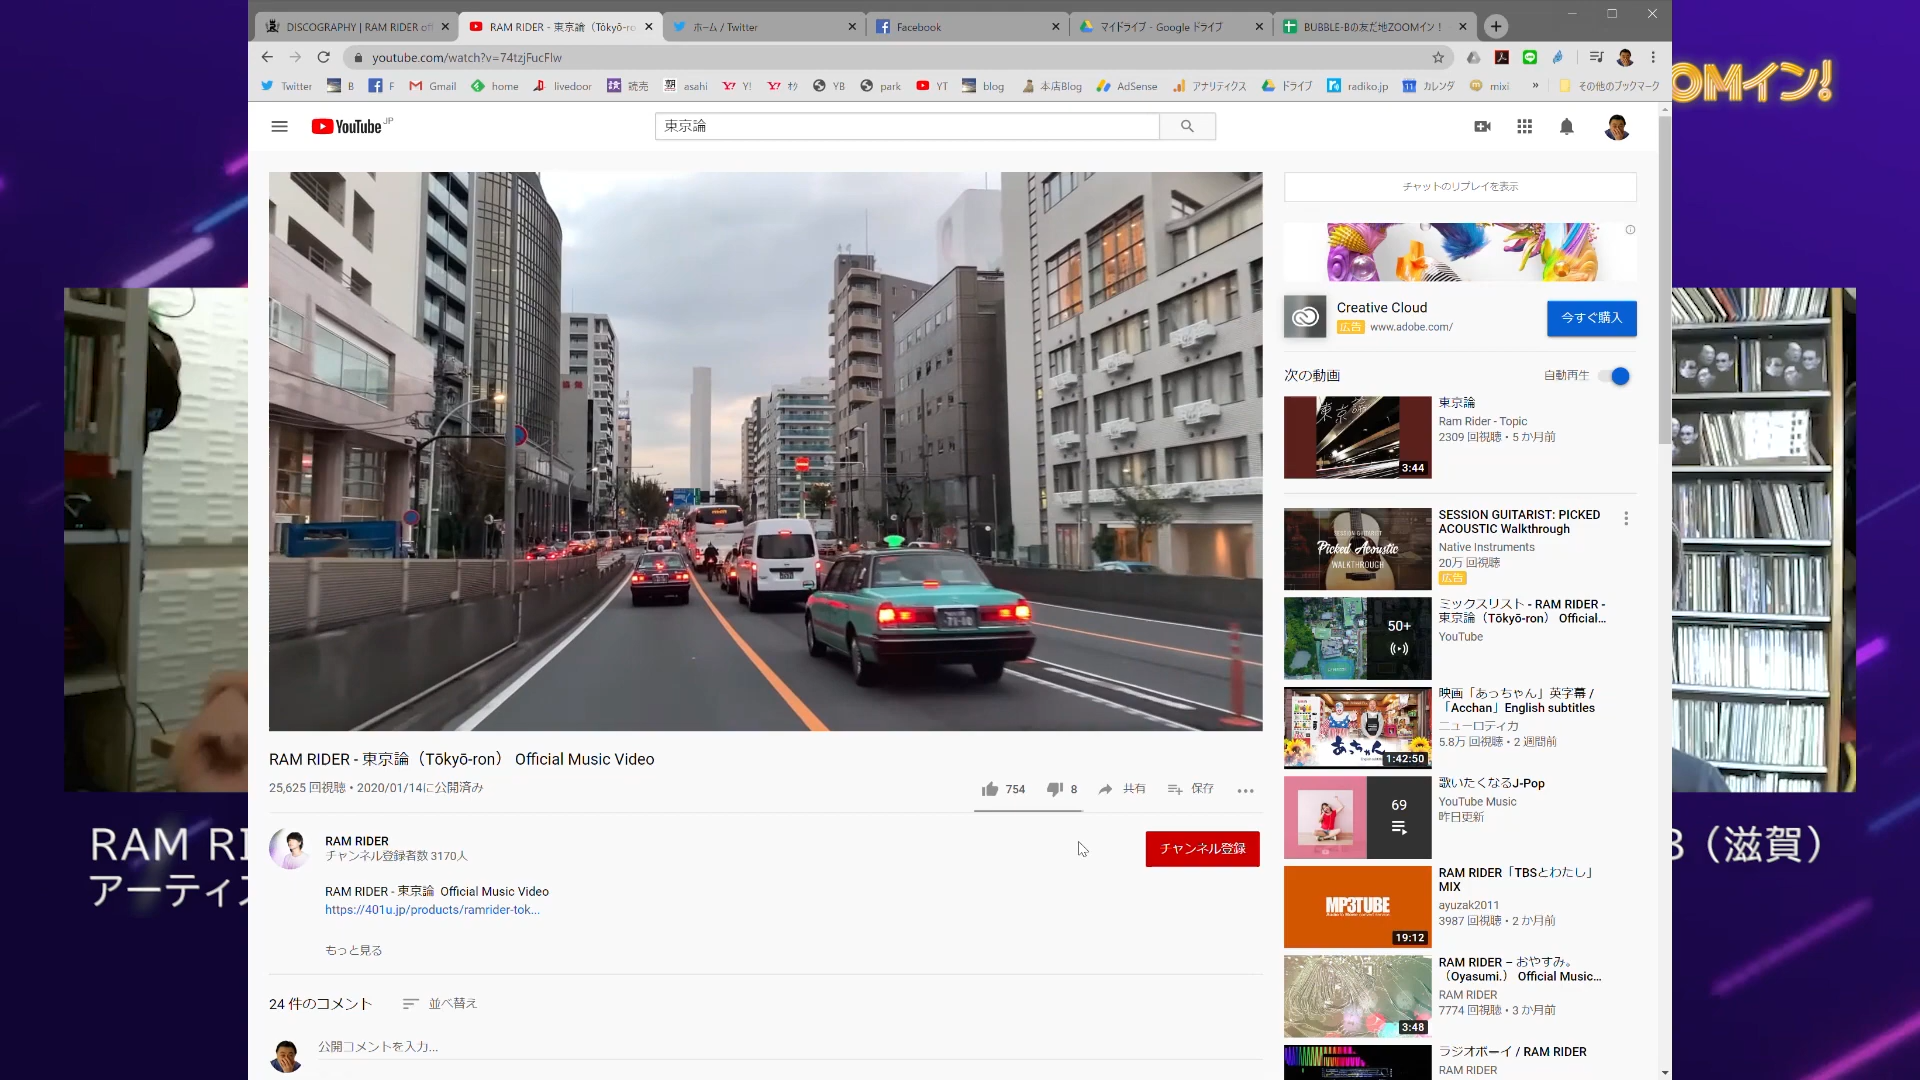 DISCOGRAPHY | RAM RIDER of
RAM RIDER - 東京論（Tōkyō-ro
ホーム / Twitter
Facebook
マイドライブ - Google ドライブ
BUBBLE-Bの友だ地ZOOMイン！
youtube.com/watch?v=74tzjFucFlw
Twitter
B
F
Gmail
home
livedoor
読売
asahi
Y!
オク
YB
park
YT
blog
本店Blog
AdSense
アナリティクス
ドライブ
radiko.jp
カレンダ
mixi
»
その他のブックマーク
OMイン!
YouTube JP
東京論
チャットのリプレイを表示
Creative Cloud
広告 www.adobe.com/
今すぐ購入
次の動画
自動再生
東京論
Ram Rider - Topic
2309 回視聴・5 か月前
東京論
3:44
SESSION GUITARIST: PICKED
ACOUSTIC Walkthrough
Native Instruments
20万 回視聴
広告
SESSION GUITARIST
Picked Acoustic
WALKTHROUGH
ミックスリスト - RAM RIDER -
東京論（Tōkyō-ron） Official...
YouTube
50+
映画「あっちゃん」英字幕 /
「Acchan」English subtitles
ニューロティカ
5.8万 回視聴・2 週間前
あっちゃん
1:42:50
歌いたくなるJ-Pop
YouTube Music
昨日更新
69
RAM RIDER「TBSとわたし」
MIX
ayuzak2011
3987 回視聴・2 か月前
MP3TUBE
19:12
RAM RIDER – おやすみ。
（Oyasumi.） Official Music...
RAM RIDER
7774 回視聴・3 か月前
3:48
ラジオボーイ / RAM RIDER
RAM RIDER
RAM RIDER - 東京論（Tōkyō-ron） Official Music Video
25,625 回視聴・2020/01/14に公開済み
754
8
共有
保存
RAM RIDER
チャンネル登録者数 3170人
チャンネル登録
RAM RIDER - 東京論 Official Music Video
https://401u.jp/products/ramrider-tok...
もっと見る
24 件のコメント
並べ替え
公開コメントを入力...
RAM RI
アーティス
B（滋賀）